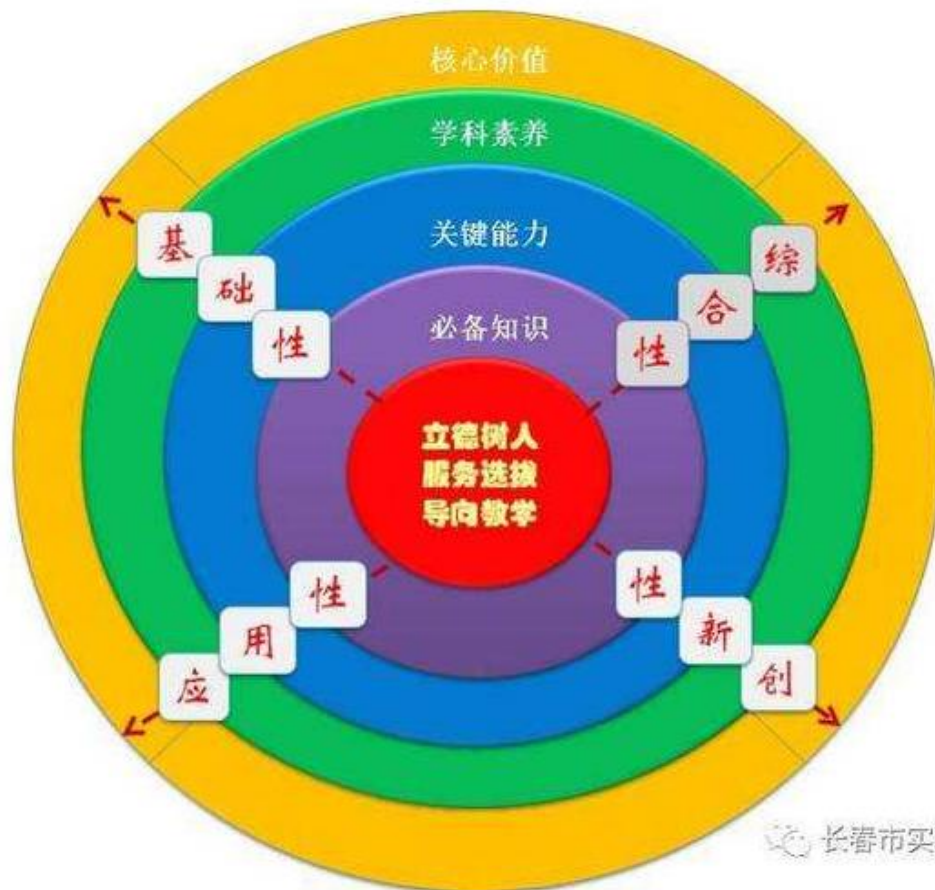 核心价值
学科素养
关键能力
必备知识
立德树人
服务选拔
导向教学
基础性
综合性
应用性
创新性
长春市实